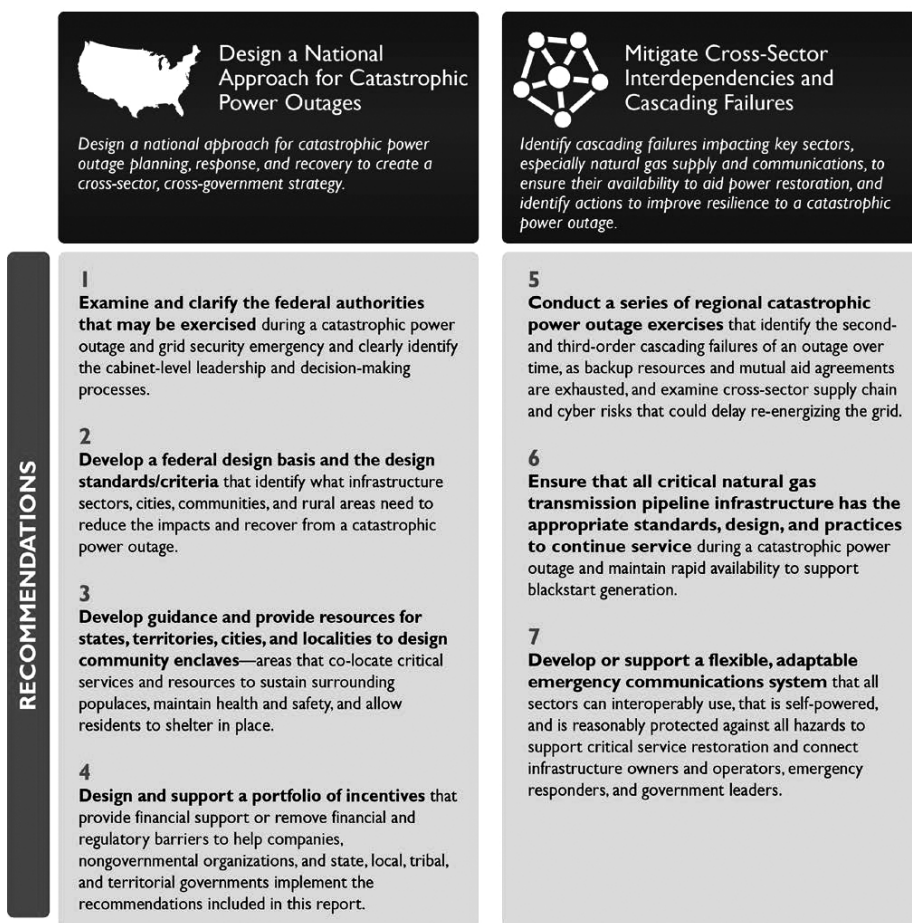 Design a National
Approach for Catastrophic
Power Outages
Design a national approach for catastrophic power
outage planning, response, and recovery to create a
cross-sector, cross-government strategy.
Mitigate Cross-Sector
Interdependencies and
Cascading Failures
Identify cascading failures impacting key sectors,
especially natural gas supply and communications, to
ensure their availability to aid power restoration, and
identify actions to improve resilience to a catastrophic
power outage.
RECOMMENDATIONS
1
Examine and clarify the federal authorities
that may be exercised during a catastrophic power
outage and grid security emergency and clearly identify
the cabinet-level leadership and decision-making
processes.
2
Develop a federal design basis and the design
standards/criteria that identify what infrastructure
sectors, cities, communities, and rural areas need to
reduce the impacts and recover from a catastrophic
power outage.
3
Develop guidance and provide resources for
states, territories, cities, and localities to design
community enclaves—areas that co-locate critical
services and resources to sustain surrounding
populaces, maintain health and safety, and allow
residents to shelter in place.
4
Design and support a portfolio of incentives that
provide financial support or remove financial and
regulatory barriers to help companies,
nongovernmental organizations, and state, local, tribal,
and territorial governments implement the
recommendations included in this report.
5
Conduct a series of regional catastrophic
power outage exercises that identify the second-
and third-order cascading failures of an outage over
time, as backup resources and mutual aid agreements
are exhausted, and examine cross-sector supply chain
and cyber risks that could delay re-energizing the grid.
6
Ensure that all critical natural gas
transmission pipeline infrastructure has the
appropriate standards, design, and practices
to continue service during a catastrophic power
outage and maintain rapid availability to support
blackstart generation.
7
Develop or support a flexible, adaptable
emergency communications system that all
sectors can interoperably use, that is self-powered,
and is reasonably protected against all hazards to
support critical service restoration and connect
infrastructure owners and operators, emergency
responders, and government leaders.